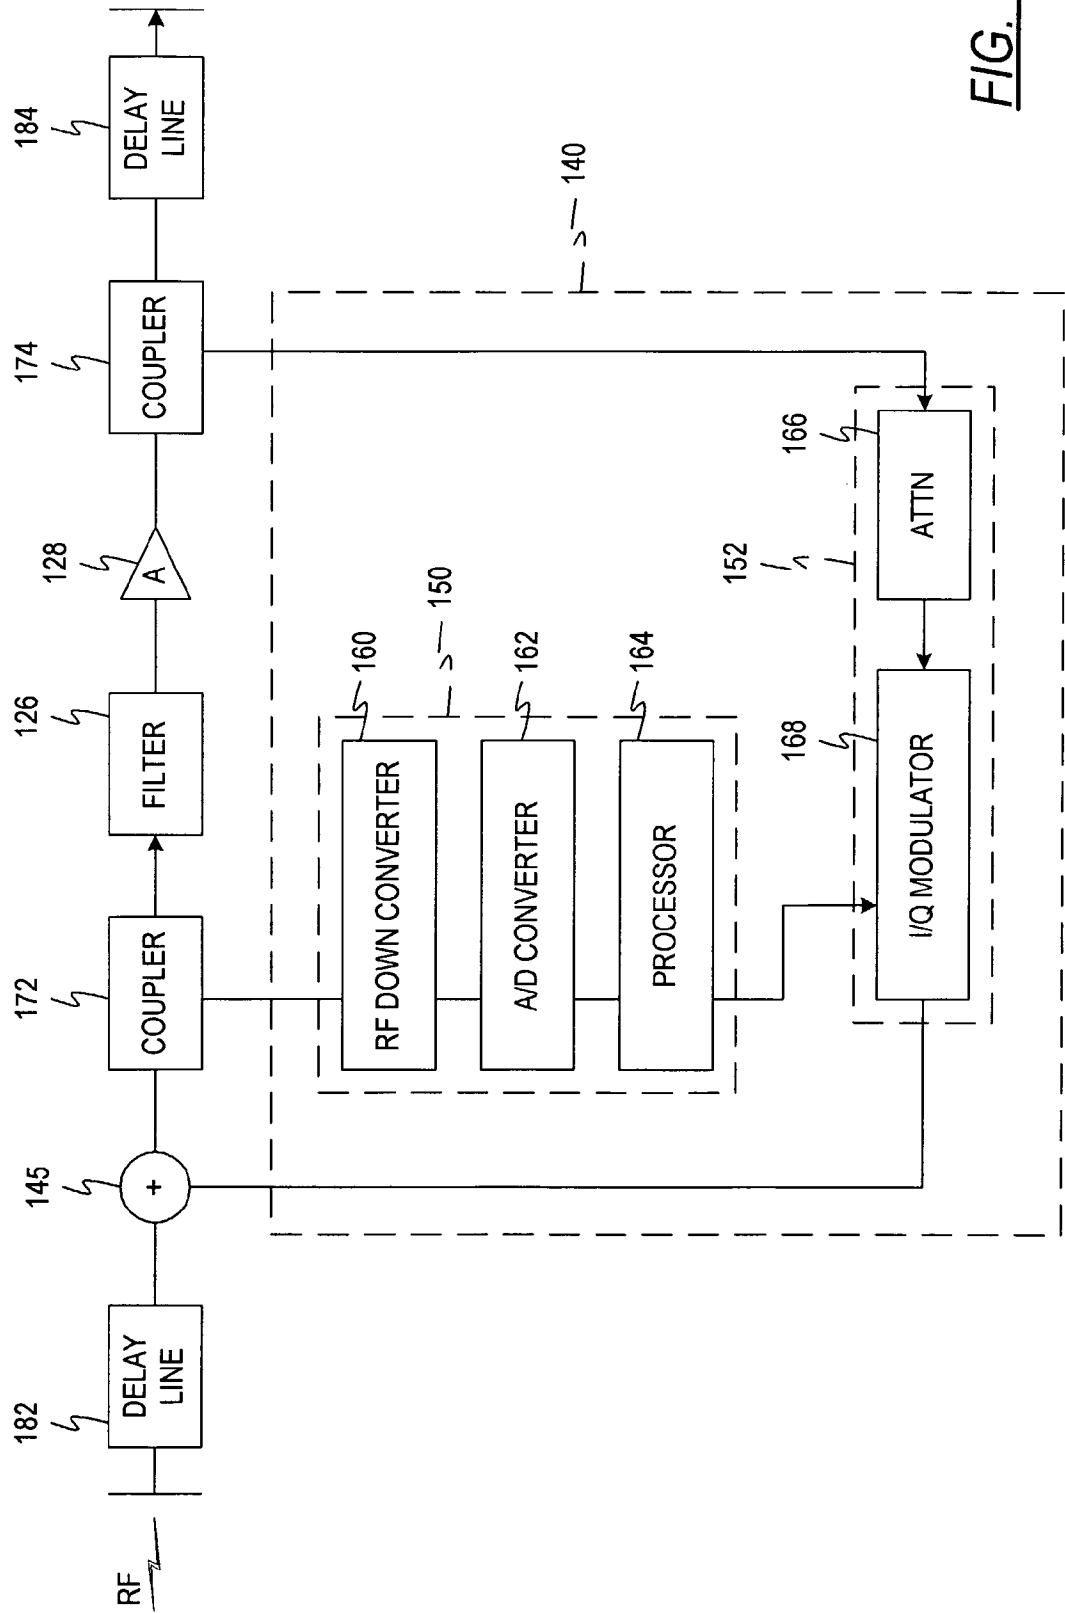 RF
182
DELAY
LINE
145
+
172
COUPLER
126
FILTER
128
A
174
COUPLER
184
DELAY
LINE
150
160
RF DOWN CONVERTER
162
A/D CONVERTER
164
PROCESSOR
140
152
168
I/Q MODULATOR
166
ATTN
FIG.